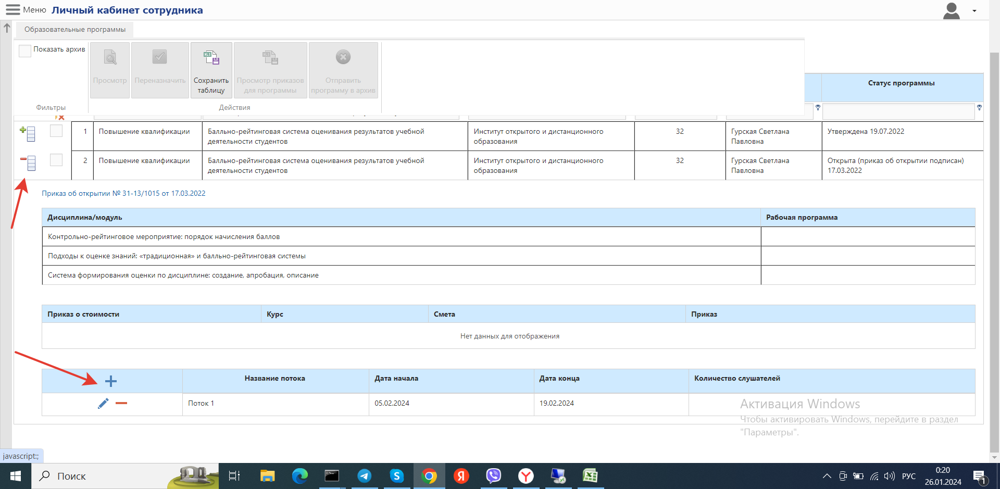 Меню Личный кабинет сотрудника
Образовательные программы
Показать архив
Фильтры
Просмотр
Переназначить
XLS
Сохранить
таблицу
XLS
Просмотр приказов
для программы
Отправить
программу в архив
Действия
Статус программы
1 Повышение квалификации Балльно-рейтинговая система оценивания результатов учебной Институт открытого и дистанционного 32 Гурская Светлана Утверждена 19.07.2022
деятельности студентов образования Павловна
2 Повышение квалификации Балльно-рейтинговая система оценивания результатов учебной Институт открытого и дистанционного 32 Гурская Светлана Открыта (приказ об открытии подписан)
деятельности студентов образования Павловна 17.03.2022
Приказ об открытии № 31-13/1015 от 17.03.2022
Дисциплина/модуль Рабочая программа
Контрольно-рейтинговое мероприятие: порядок начисления баллов
Подходы к оценке знаний: «традиционная» и балльно-рейтинговая системы
Система формирования оценки по дисциплине: создание, апробация, описание
Приказ о стоимости Курс Смета Приказ
Нет данных для отображения
Название потока Дата начала Дата конца Количество слушателей
Поток 1 05.02.2024 19.02.2024
Активация Windows
Чтобы активировать Windows, перейдите в раздел
"Параметры".
javascript:;
Поиск
РУС
0:20
26.01.2024
1